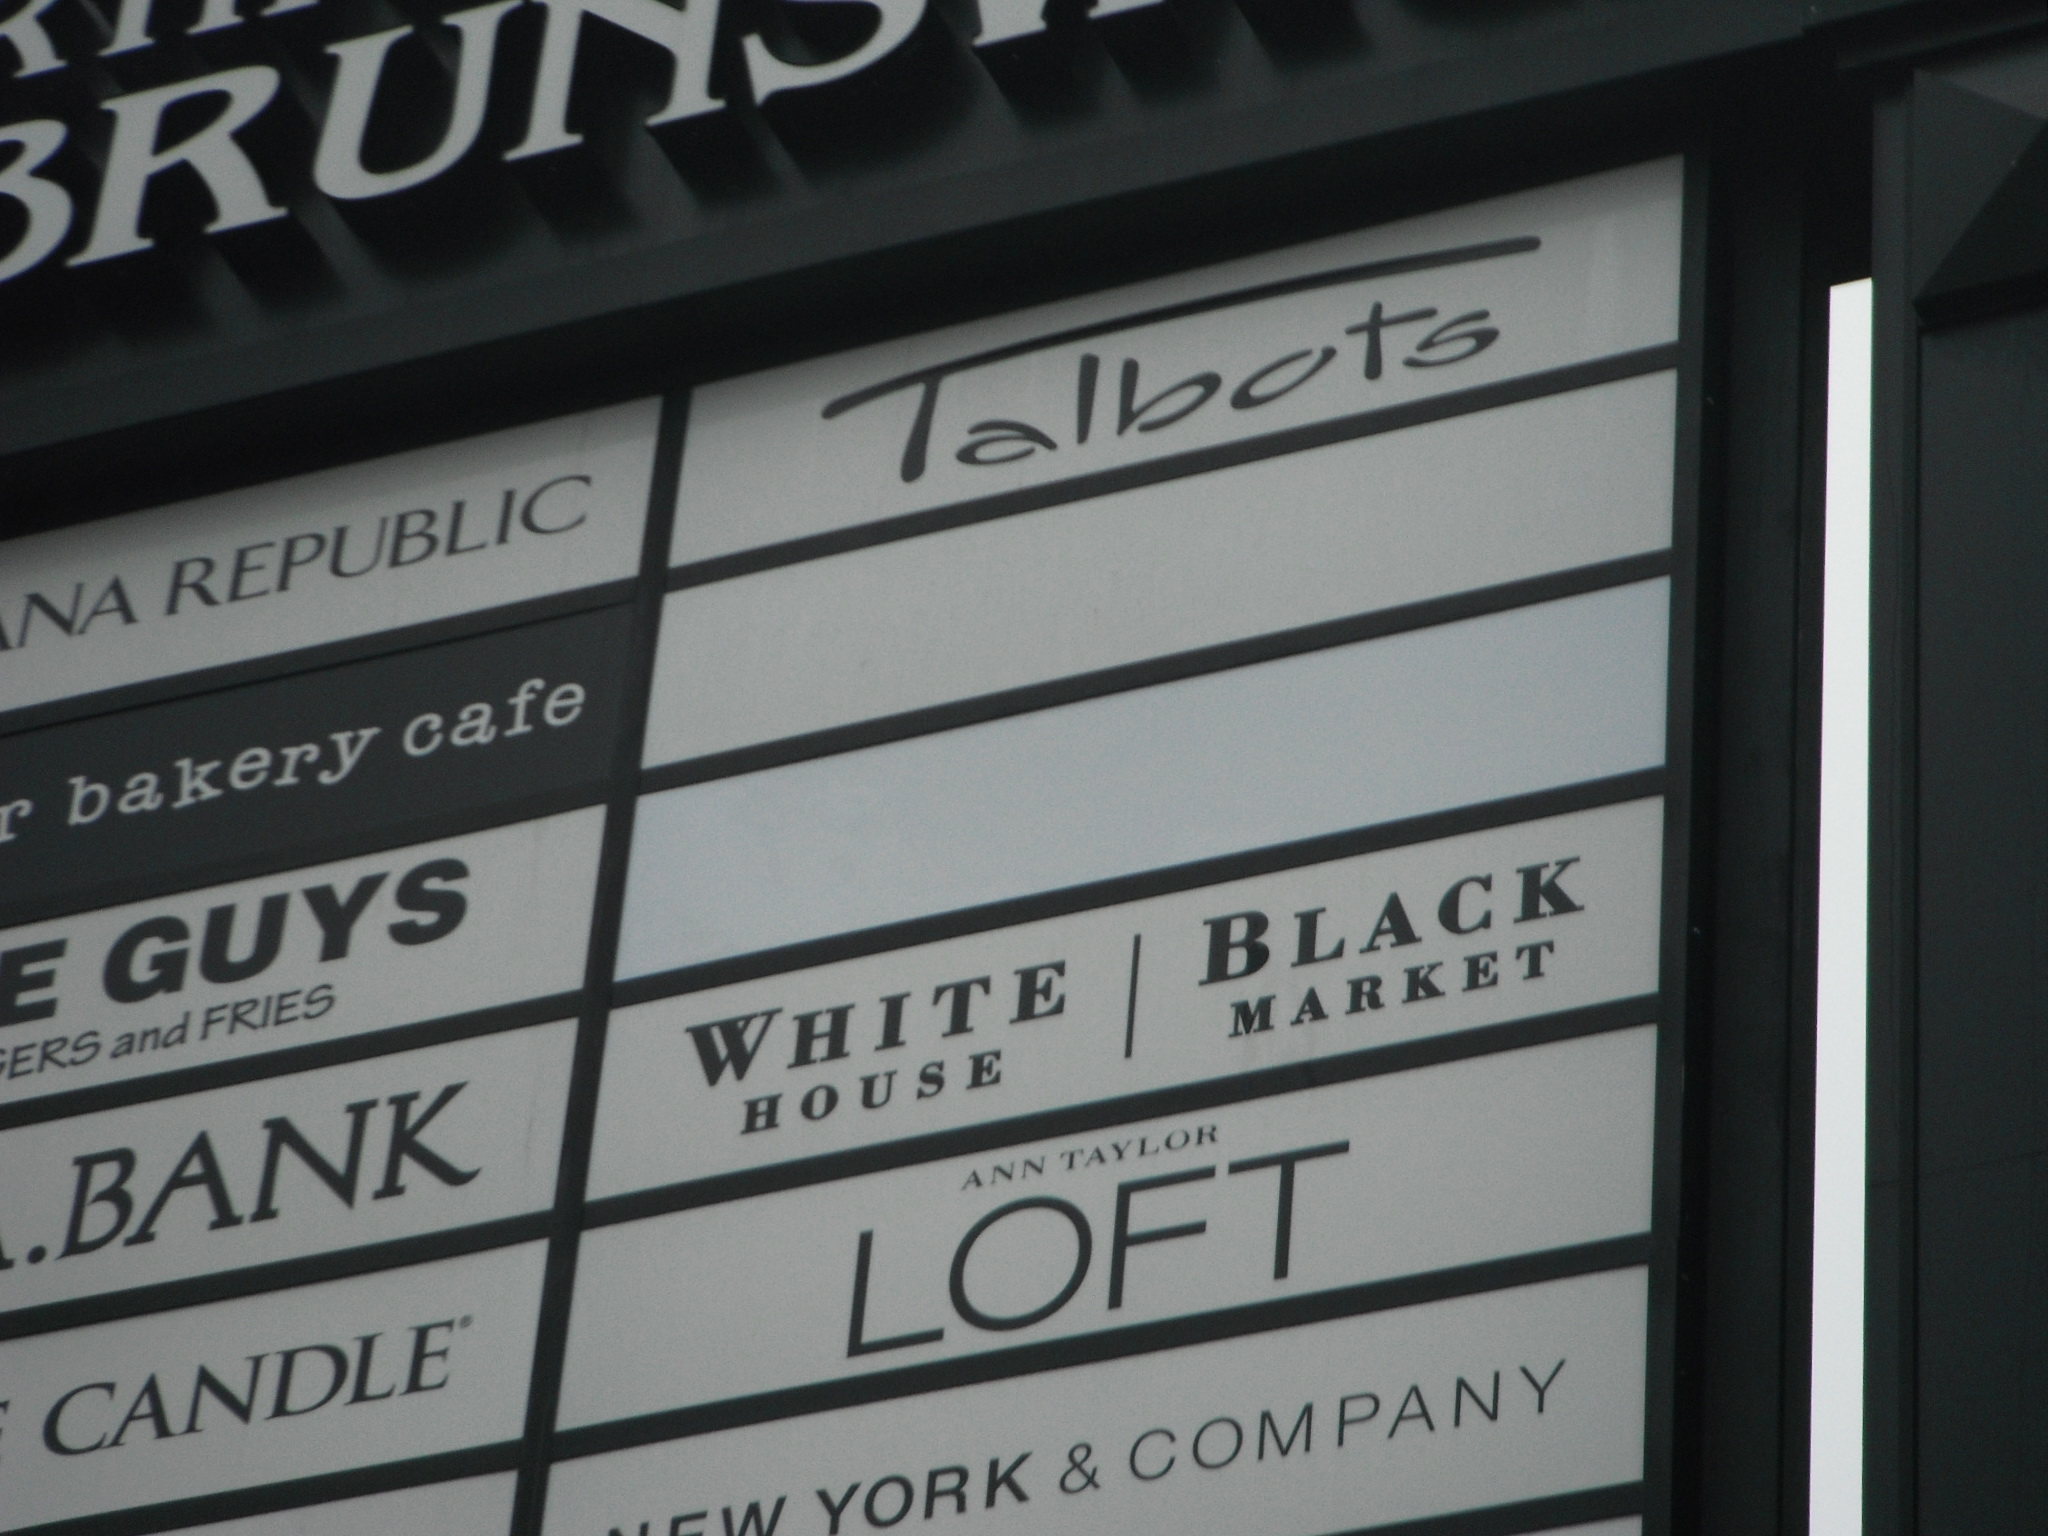 BRUNSW
Talbots
ANA REPUBLIC
r bakery cafe
E GUYS
GERS and FRIES
WHITE HOUSE | BLACK MARKET
.BANK
ANN TAYLOR
LOFT
E CANDLE®
NEW YORK & COMPANY